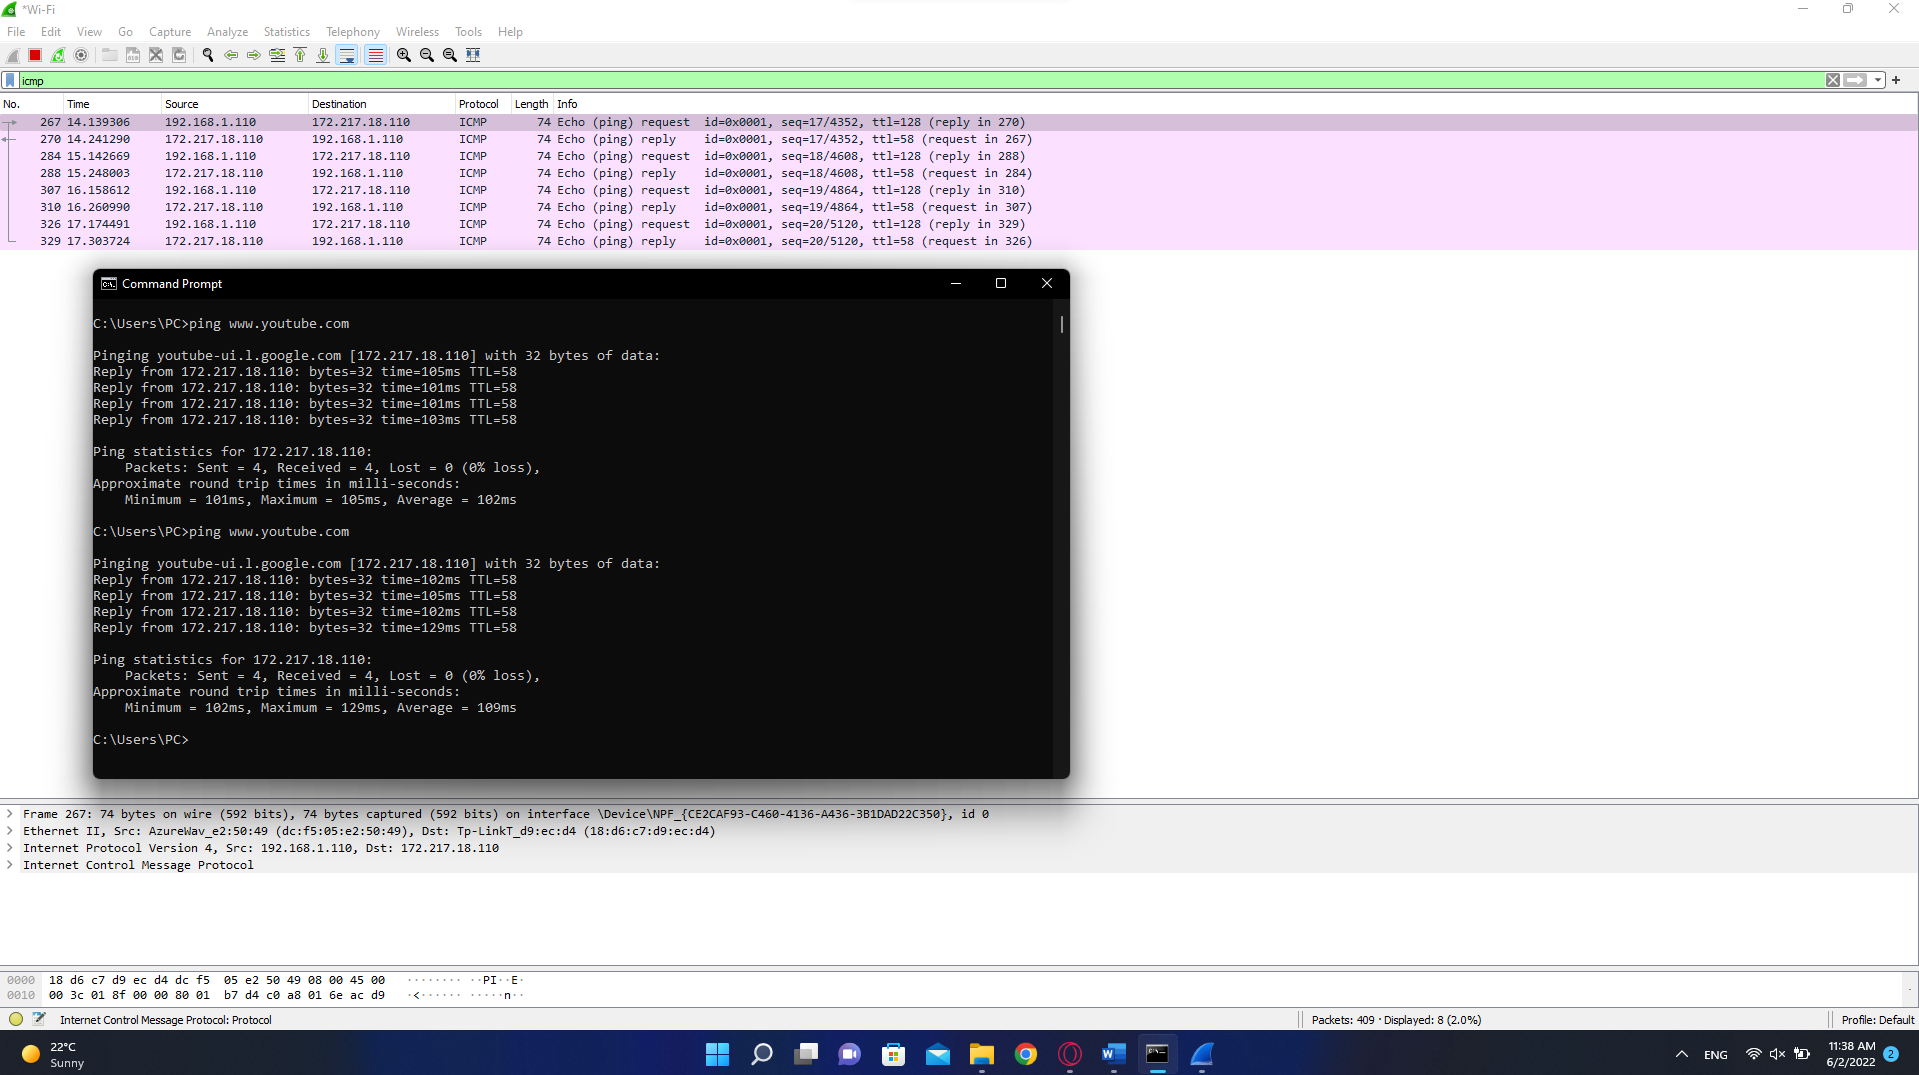 *Wi-Fi
File Edit View Go Capture Analyze Statistics Telephony Wireless Tools Help
icmp
No. Time Source Destination Protocol Length Info
267 14.139306 192.168.1.110 172.217.18.110 ICMP 74 Echo (ping) request id=0x0001, seq=17/4352, ttl=128 (reply in 270)
270 14.241290 172.217.18.110 192.168.1.110 ICMP 74 Echo (ping) reply id=0x0001, seq=17/4352, ttl=58 (request in 267)
284 15.142669 192.168.1.110 172.217.18.110 ICMP 74 Echo (ping) request id=0x0001, seq=18/4608, ttl=128 (reply in 288)
288 15.248003 172.217.18.110 192.168.1.110 ICMP 74 Echo (ping) reply id=0x0001, seq=18/4608, ttl=58 (request in 284)
307 16.158612 192.168.1.110 172.217.18.110 ICMP 74 Echo (ping) request id=0x0001, seq=19/4864, ttl=128 (reply in 310)
310 16.260990 172.217.18.110 192.168.1.110 ICMP 74 Echo (ping) reply id=0x0001, seq=19/4864, ttl=58 (request in 307)
326 17.174491 192.168.1.110 172.217.18.110 ICMP 74 Echo (ping) request id=0x0001, seq=20/5120, ttl=128 (reply in 329)
329 17.303724 172.217.18.110 192.168.1.110 ICMP 74 Echo (ping) reply id=0x0001, seq=20/5120, ttl=58 (request in 326)
Command Prompt
C:\Users\PC>ping www.youtube.com
Pinging youtube-ui.l.google.com [172.217.18.110] with 32 bytes of data:
Reply from 172.217.18.110: bytes=32 time=105ms TTL=58
Reply from 172.217.18.110: bytes=32 time=101ms TTL=58
Reply from 172.217.18.110: bytes=32 time=101ms TTL=58
Reply from 172.217.18.110: bytes=32 time=103ms TTL=58
Ping statistics for 172.217.18.110:
Packets: Sent = 4, Received = 4, Lost = 0 (0% loss),
Approximate round trip times in milli-seconds:
Minimum = 101ms, Maximum = 105ms, Average = 102ms
C:\Users\PC>ping www.youtube.com
Pinging youtube-ui.l.google.com [172.217.18.110] with 32 bytes of data:
Reply from 172.217.18.110: bytes=32 time=102ms TTL=58
Reply from 172.217.18.110: bytes=32 time=105ms TTL=58
Reply from 172.217.18.110: bytes=32 time=102ms TTL=58
Reply from 172.217.18.110: bytes=32 time=129ms TTL=58
Ping statistics for 172.217.18.110:
Packets: Sent = 4, Received = 4, Lost = 0 (0% loss),
Approximate round trip times in milli-seconds:
Minimum = 102ms, Maximum = 129ms, Average = 109ms
C:\Users\PC>
Frame 267: 74 bytes on wire (592 bits), 74 bytes captured (592 bits) on interface \Device\NPF_{CE2CAF93-C460-4136-A436-3B1DAD22C350}, id 0
Ethernet II, Src: AzureWav_e2:50:49 (dc:f5:05:e2:50:49), Dst: Tp-LinkT_d9:ec:d4 (18:d6:c7:d9:ec:d4)
Internet Protocol Version 4, Src: 192.168.1.110, Dst: 172.217.18.110
Internet Control Message Protocol
0000 18 d6 c7 d9 ec d4 dc f5 05 e2 50 49 08 00 45 00 ········ ··PI··E·
0010 00 3c 01 8f 00 00 80 01 b7 d4 c0 a8 01 6e ac d9 ·<······ ·····n··
Internet Control Message Protocol: Protocol
Packets: 409 · Displayed: 8 (2.0%)
Profile: Default
22°C
Sunny
ENG
11:38 AM
6/2/2022
2